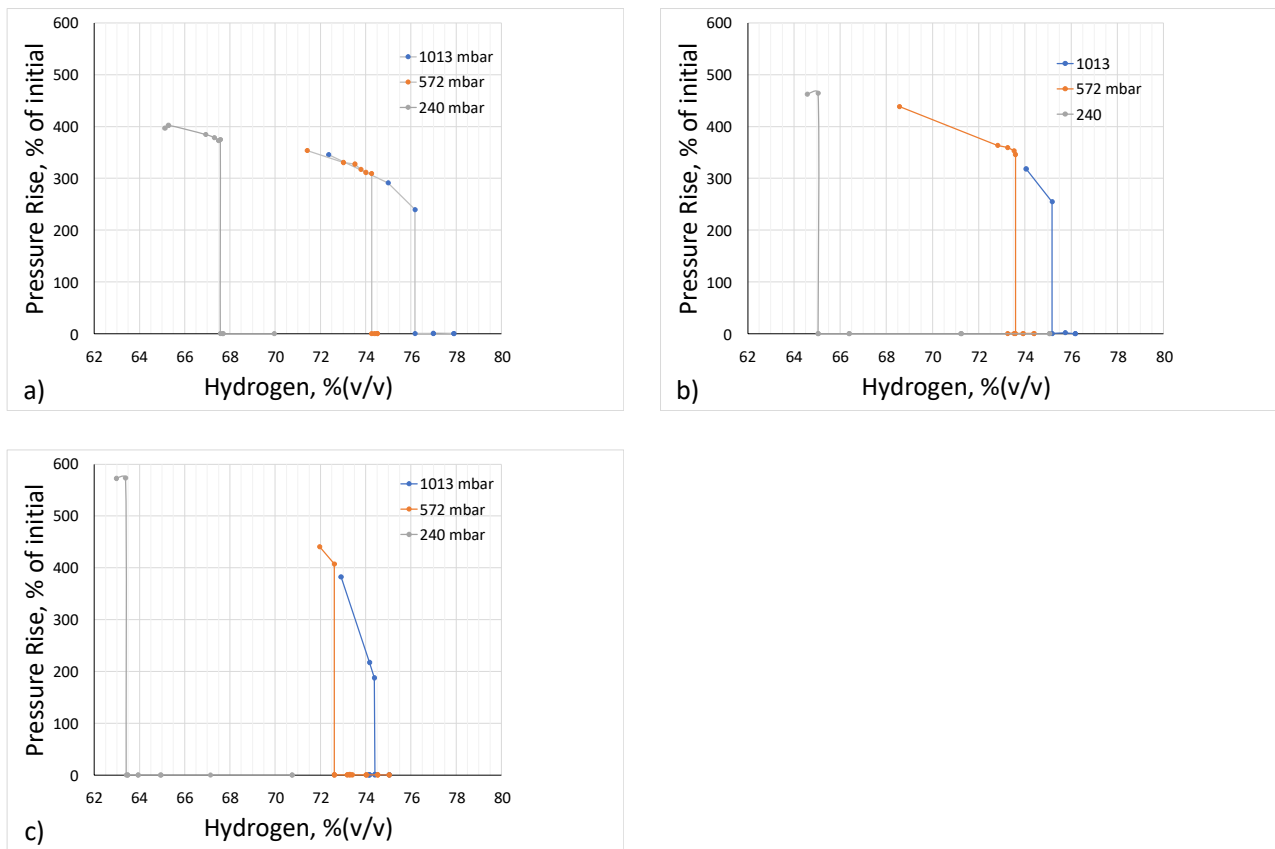 600
500
400
300
200
100
0
Pressure Rise, % of initial
1013 mbar
572 mbar
240 mbar
62 64 66 68 70 72 74 76 78 80
Hydrogen, %(v/v)
a)
600
500
400
300
200
100
0
Pressure Rise, % of initial
1013
572 mbar
240
62 64 66 68 70 72 74 76 78 80
Hydrogen, %(v/v)
b)
600
500
400
300
200
100
0
Pressure Rise, % of initial
1013 mbar
572 mbar
240 mbar
62 64 66 68 70 72 74 76 78 80
Hydrogen, %(v/v)
c)